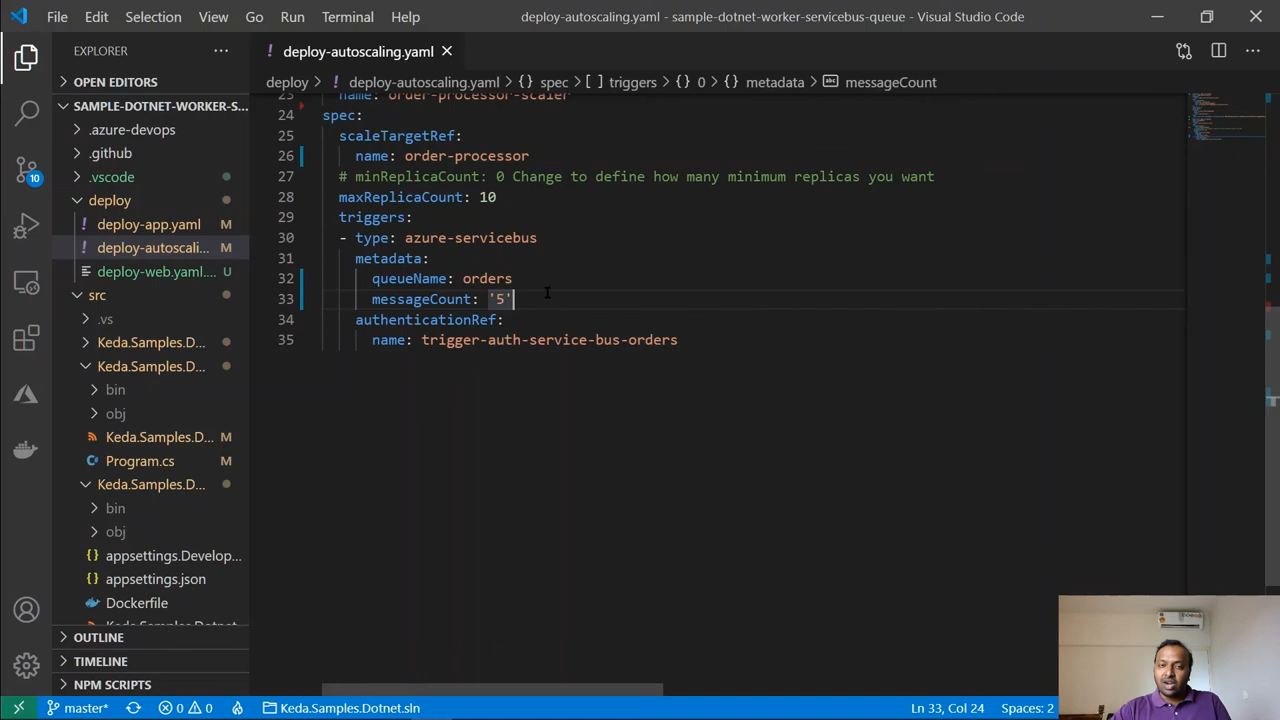 File Edit Selection View Go Run Terminal Help deploy-autoscaling.yaml - sample-dotnet-worker-servicebus-queue - Visual Studio Code
EXPLORER
OPEN EDITORS
SAMPLE-DOTNET-WORKER-S...
.azure-devops
.github
.vscode
deploy
deploy-app.yaml M
deploy-autoscali... M
deploy-web.yaml.... U
src
.vs
Keda.Samples.D...
Keda.Samples.D...
bin
obj
Keda.Samples.D... M
Program.cs M
Keda.Samples.D...
bin
obj
appsettings.Develop...
appsettings.json
Dockerfile
OUTLINE
TIMELINE
NPM SCRIPTS
10
deploy-autoscaling.yaml
deploy > deploy-autoscaling.yaml > {} spec > [ ] triggers > {} 0 > {} metadata > messageCount
23 name: order-processor-scaler
24 spec:
25 scaleTargetRef:
26 name: order-processor
27 # minReplicaCount: 0 Change to define how many minimum replicas you want
28 maxReplicaCount: 10
29 triggers:
30 - type: azure-servicebus
31 metadata:
32 queueName: orders
33 messageCount: '5'
34 authenticationRef:
35 name: trigger-auth-service-bus-orders
master* 0 0 Keda.Samples.Dotnet.sln Ln 33, Col 24 Spaces: 2